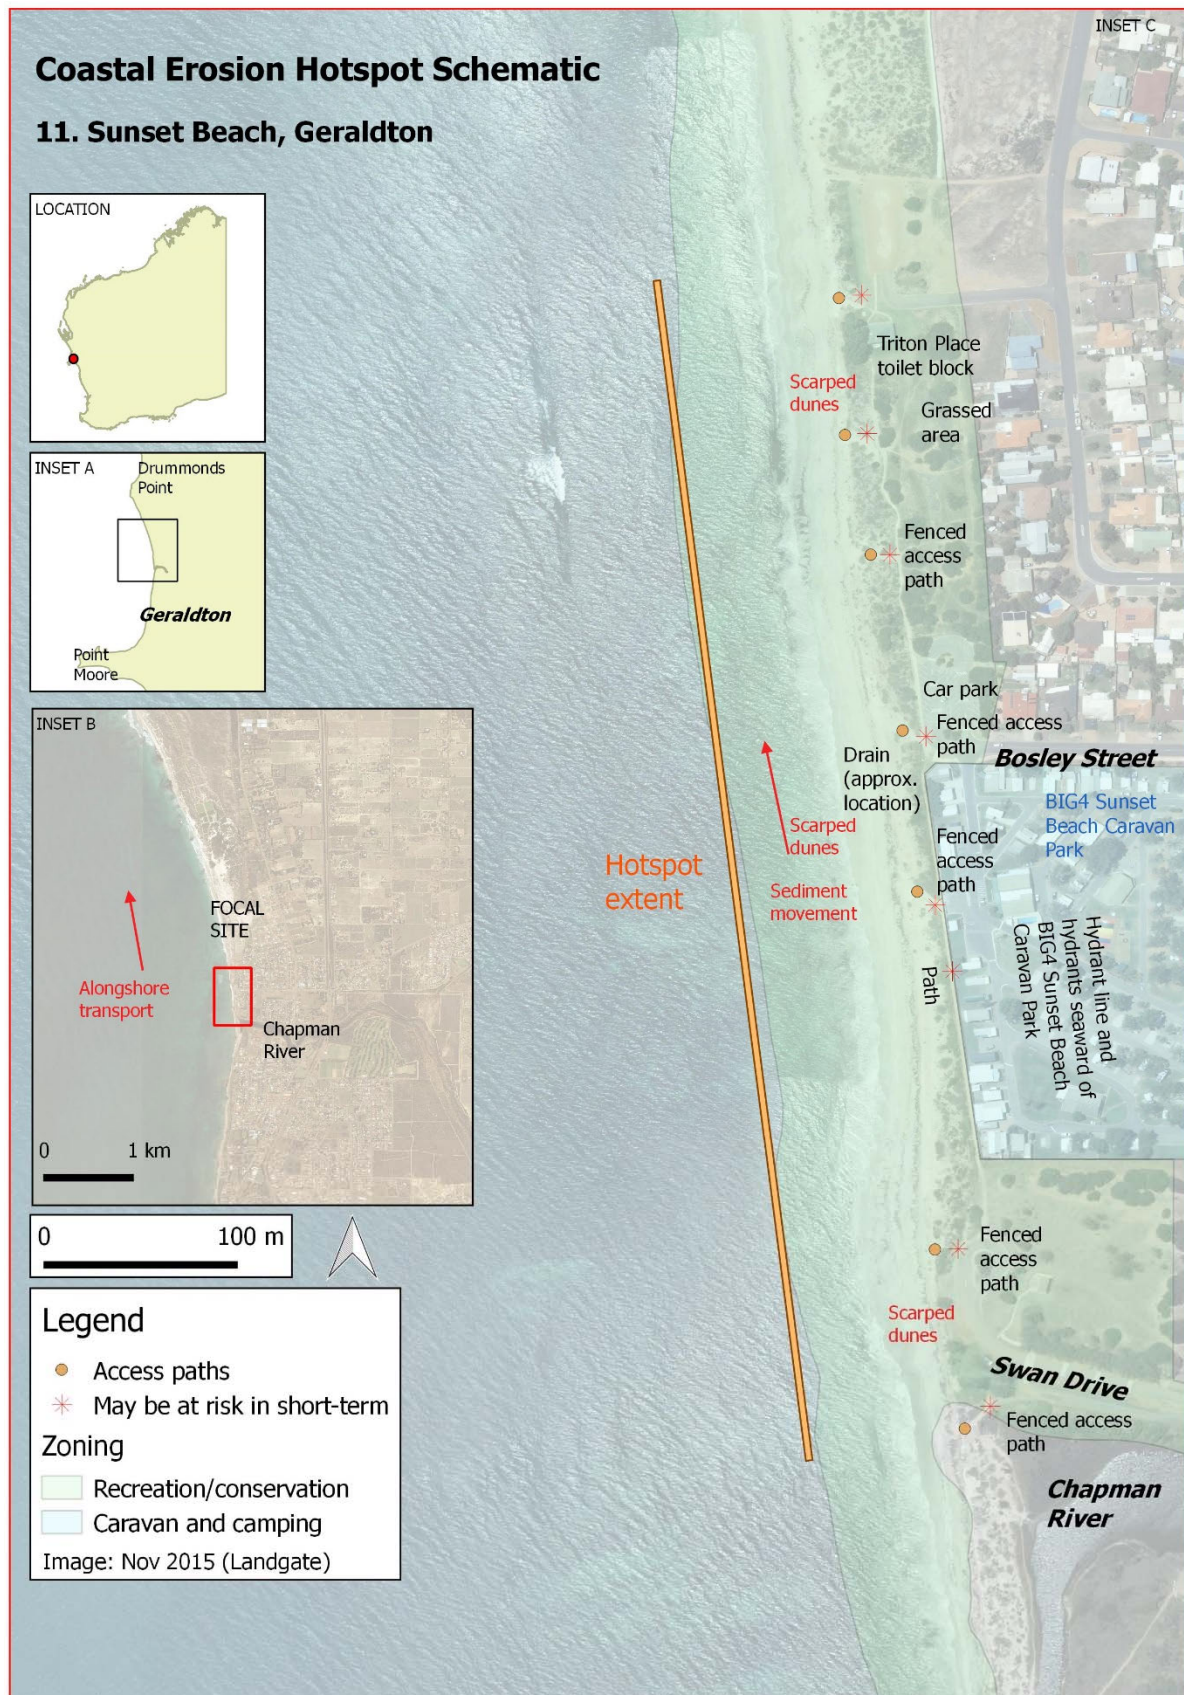 Coastal Erosion Hotspot Schematic
11. Sunset Beach, Geraldton
INSET C
LOCATION
INSET A
Drummonds
Point
Geraldton
Point
Moore
INSET B
FOCAL
SITE
Alongshore
transport
Chapman
River
0 1 km
0 100 m
Legend
Access paths
May be at risk in short-term
Zoning
Recreation/conservation
Caravan and camping
Image: Nov 2015 (Landgate)
Hotspot
extent
Triton Place
toilet block
Scarped
dunes
Grassed
area
Fenced
access
path
Car park
Fenced access
path
Bosley Street
Drain
(approx.
location)
BIG4 Sunset
Beach Caravan
Park
Scarped
dunes
Fenced
access
path
Sediment
movement
Path
Hydrant line and
hydrants seaward of
BIG4 Sunset Beach
Caravan Park
Fenced
access
path
Scarped
dunes
Swan Drive
Fenced access
path
Chapman
River